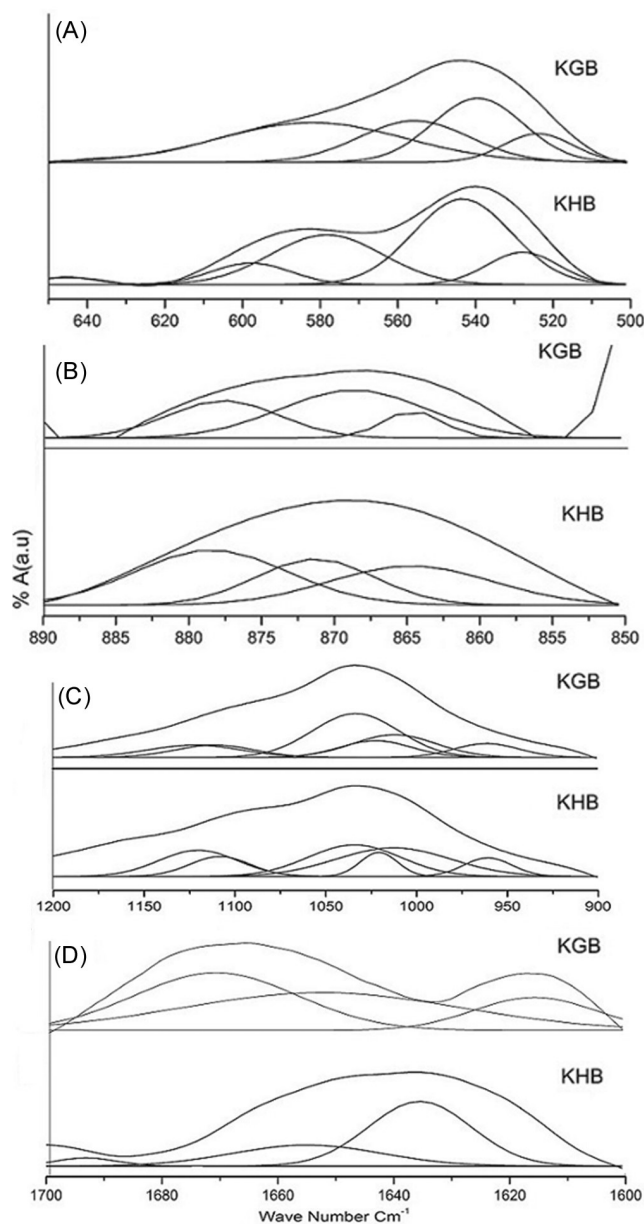 (A)
KGB
KHB
640 620 600 580 560 540 520 500
(B)
KGB
KHB
% A(a.u)
890 885 880 875 870 865 860 855 850
(C)
KGB
KHB
1200 1150 1100 1050 1000 950 900
(D)
KGB
KHB
1700 1680 1660 1640 1620 1600
Wave Number Cm⁻¹